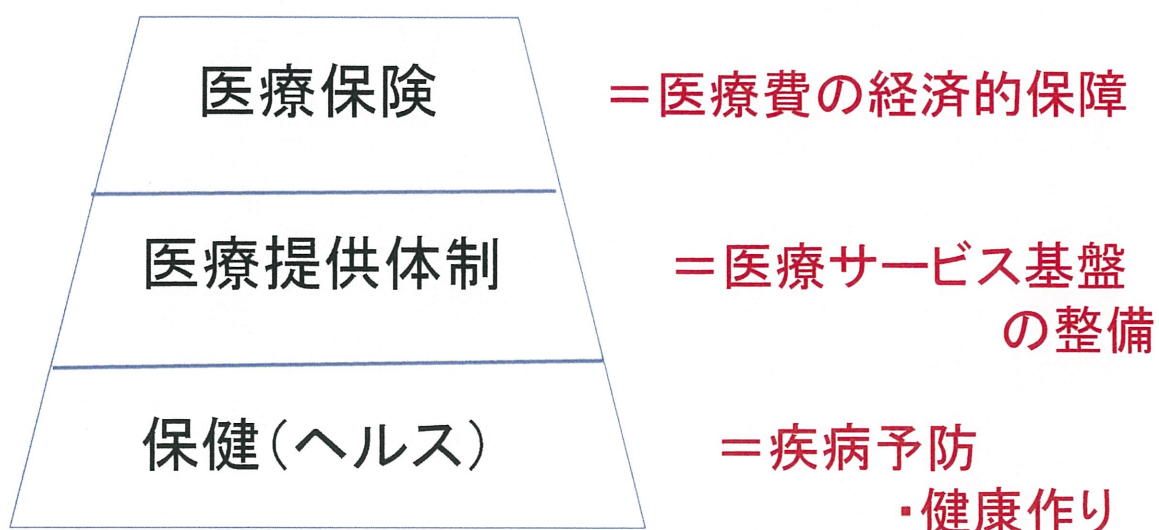 医療保険
＝医療費の経済的保障
医療提供体制
＝医療サービス基盤
の整備
保健（ヘルス）
＝疾病予防
・健康作り